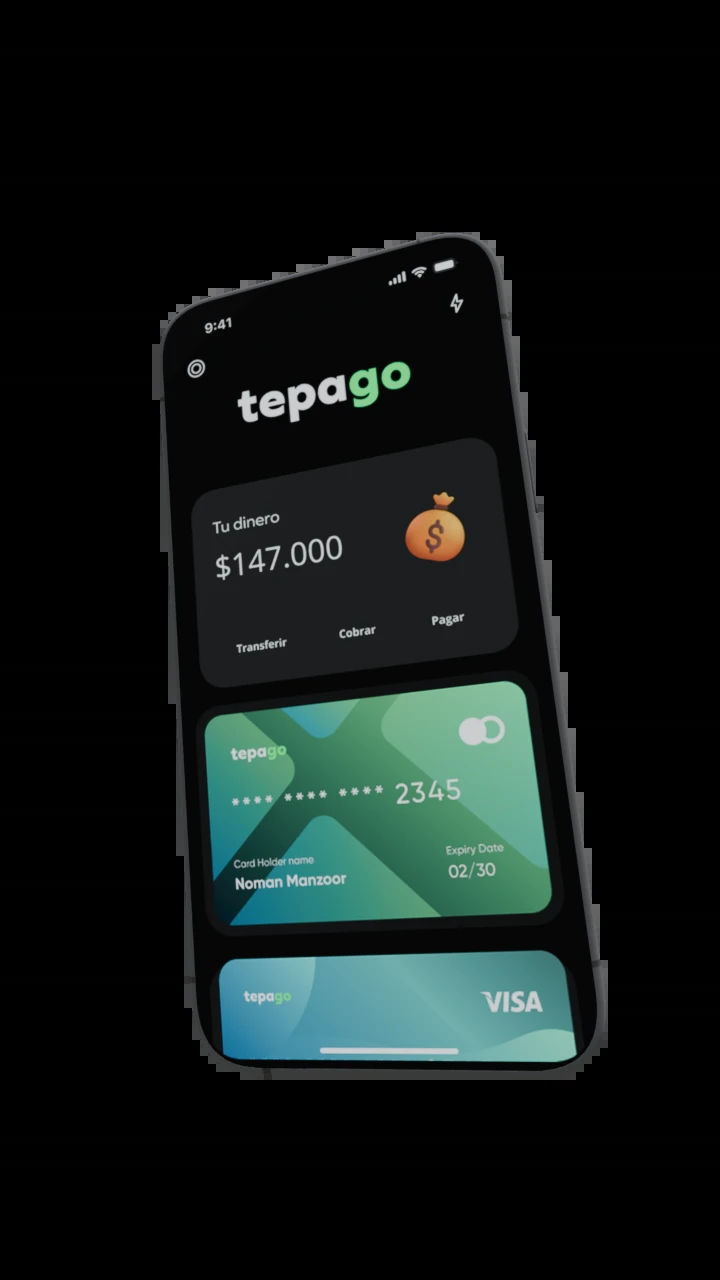 9:41
tepago
Tu dinero
$147.000
Transferir Cobrar Pagar
tepago
**** **** **** 2345
Card Holder name Expiry Date
Noman Manzoor 02/30
tepago VISA